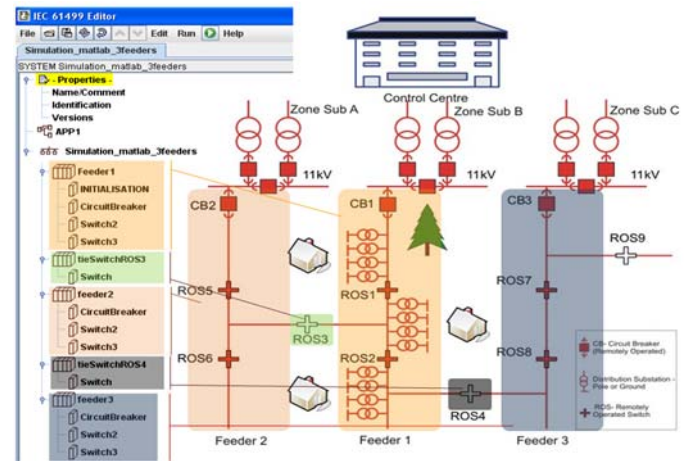 IEC 61499 Editor
File Edit Run Help
Simulation_matlab_3feeders
SYSTEM Simulation_matlab_3feeders
- Properties -
Name/Comment
Identification
Versions
APP1
Simulation_matlab_3feeders
Feeder1
INITIALISATION
CircuitBreaker
Switch2
Switch3
tieSwitchROS3
Switch
feeder2
CircuitBreaker
Switch2
Switch3
tieSwitchROS4
Switch
feeder3
CircuitBreaker
Switch2
Switch3
Control Centre
Zone Sub A
Zone Sub B
Zone Sub C
11kV
11kV
11kV
CB2
CB1
CB3
ROS9
ROS5
ROS1
ROS7
ROS3
ROS6
ROS2
ROS8
ROS4
Feeder 2
Feeder 1
Feeder 3
CB- Circuit Breaker
(Remotely Operated)
Distribution Substation -
Pole or Ground
ROS- Remotely
Operated Switch